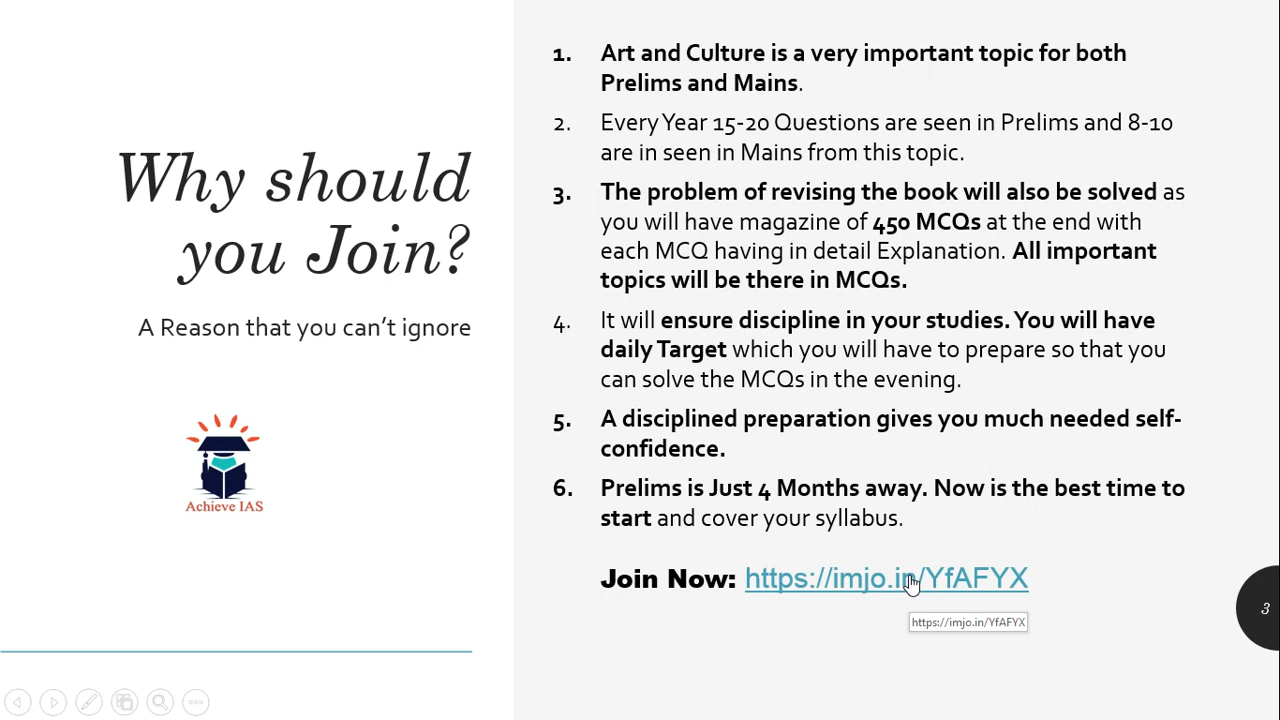 Why should
you Join?
A Reason that you can't ignore
Achieve IAS
1. Art and Culture is a very important topic for both
Prelims and Mains.
2. Every Year 15-20 Questions are seen in Prelims and 8-10
are in seen in Mains from this topic.
3. The problem of revising the book will also be solved as
you will have magazine of 450 MCQs at the end with
each MCQ having in detail Explanation. All important
topics will be there in MCQs.
4. It will ensure discipline in your studies. You will have
daily Target which you will have to prepare so that you
can solve the MCQs in the evening.
5. A disciplined preparation gives you much needed self-
confidence.
6. Prelims is Just 4 Months away. Now is the best time to
start and cover your syllabus.
Join Now: https://imjo.in/YfAFYX
https://imjo.in/YfAFYX
3